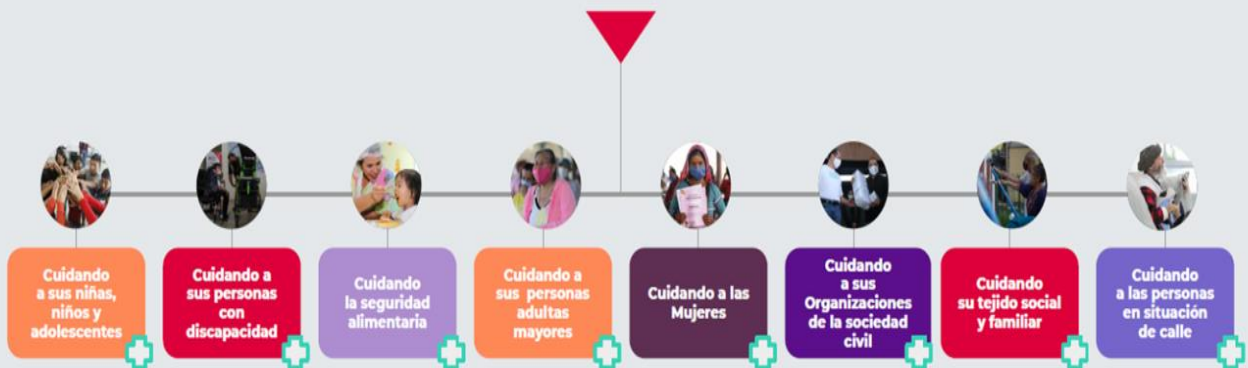 Cuidando
a sus niñas,
niños y
adolescentes
Cuidando a
sus personas
con
discapacidad
Cuidando
la seguridad
alimentaria
Cuidando a
sus personas
adultas
mayores
Cuidando a las
Mujeres
Cuidando
a sus
Organizaciones
de la sociedad
civil
Cuidando
su tejido social
y familiar
Cuidando
a las personas
en situación
de calle